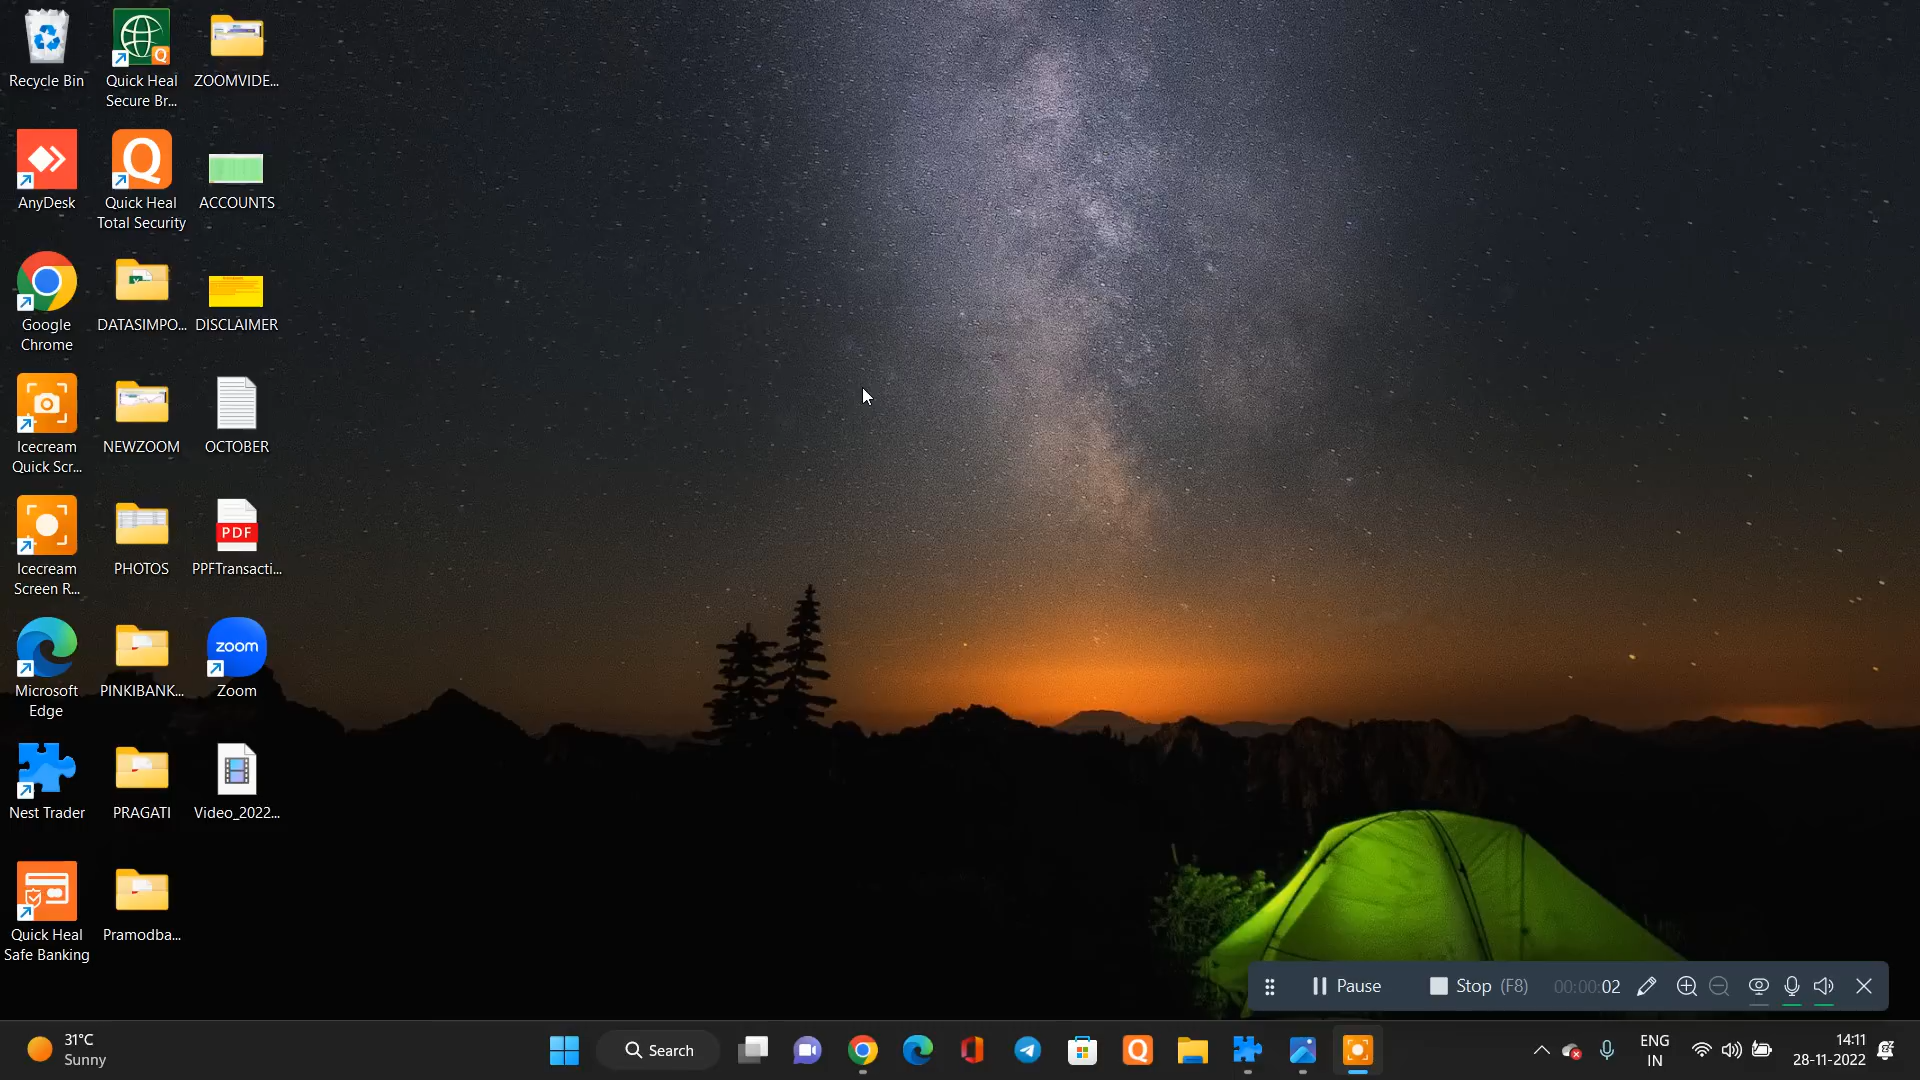 Recycle Bin
Quick Heal
Secure Br...
ZOOMVIDE...
AnyDesk
Quick Heal
Total Security
ACCOUNTS
Google
Chrome
DATASIMPO...
DISCLAIMER
Icecream
Quick Scr...
NEWZOOM
OCTOBER
Icecream
Screen R...
PHOTOS
PDF
PPFTransacti...
Microsoft
Edge
PINKIBANK...
zoom
Zoom
Nest Trader
PRAGATI
Video_2022...
Quick Heal
Safe Banking
Pramodba...
Pause
Stop (F8)
00:00:02
31°C
Sunny
Search
ENG
IN
14:11
28-11-2022